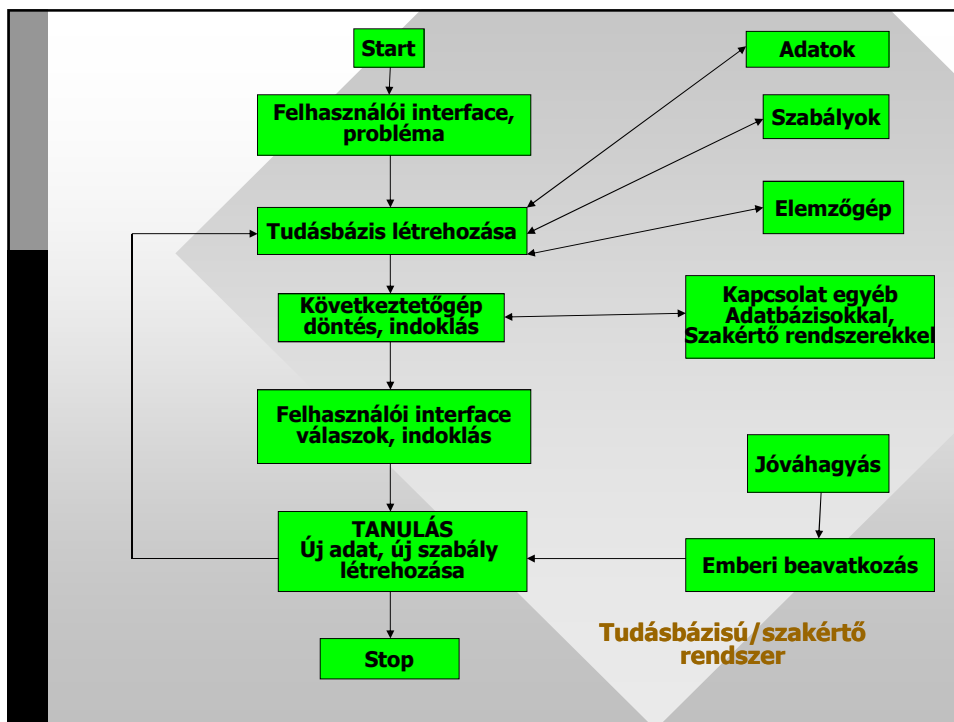 Start
Felhasználói interface,
probléma
Tudásbázis létrehozása
Következtetőgép
döntés, indoklás
Felhasználói interface
válaszok, indoklás
TANULÁS
Új adat, új szabály
létrehozása
Stop
Adatok
Szabályok
Elemzőgép
Kapcsolat egyéb
Adatbázisokkal,
Szakértő rendszerekkel
Jóváhagyás
Emberi beavatkozás
Tudásbázisú/szakértő
rendszer